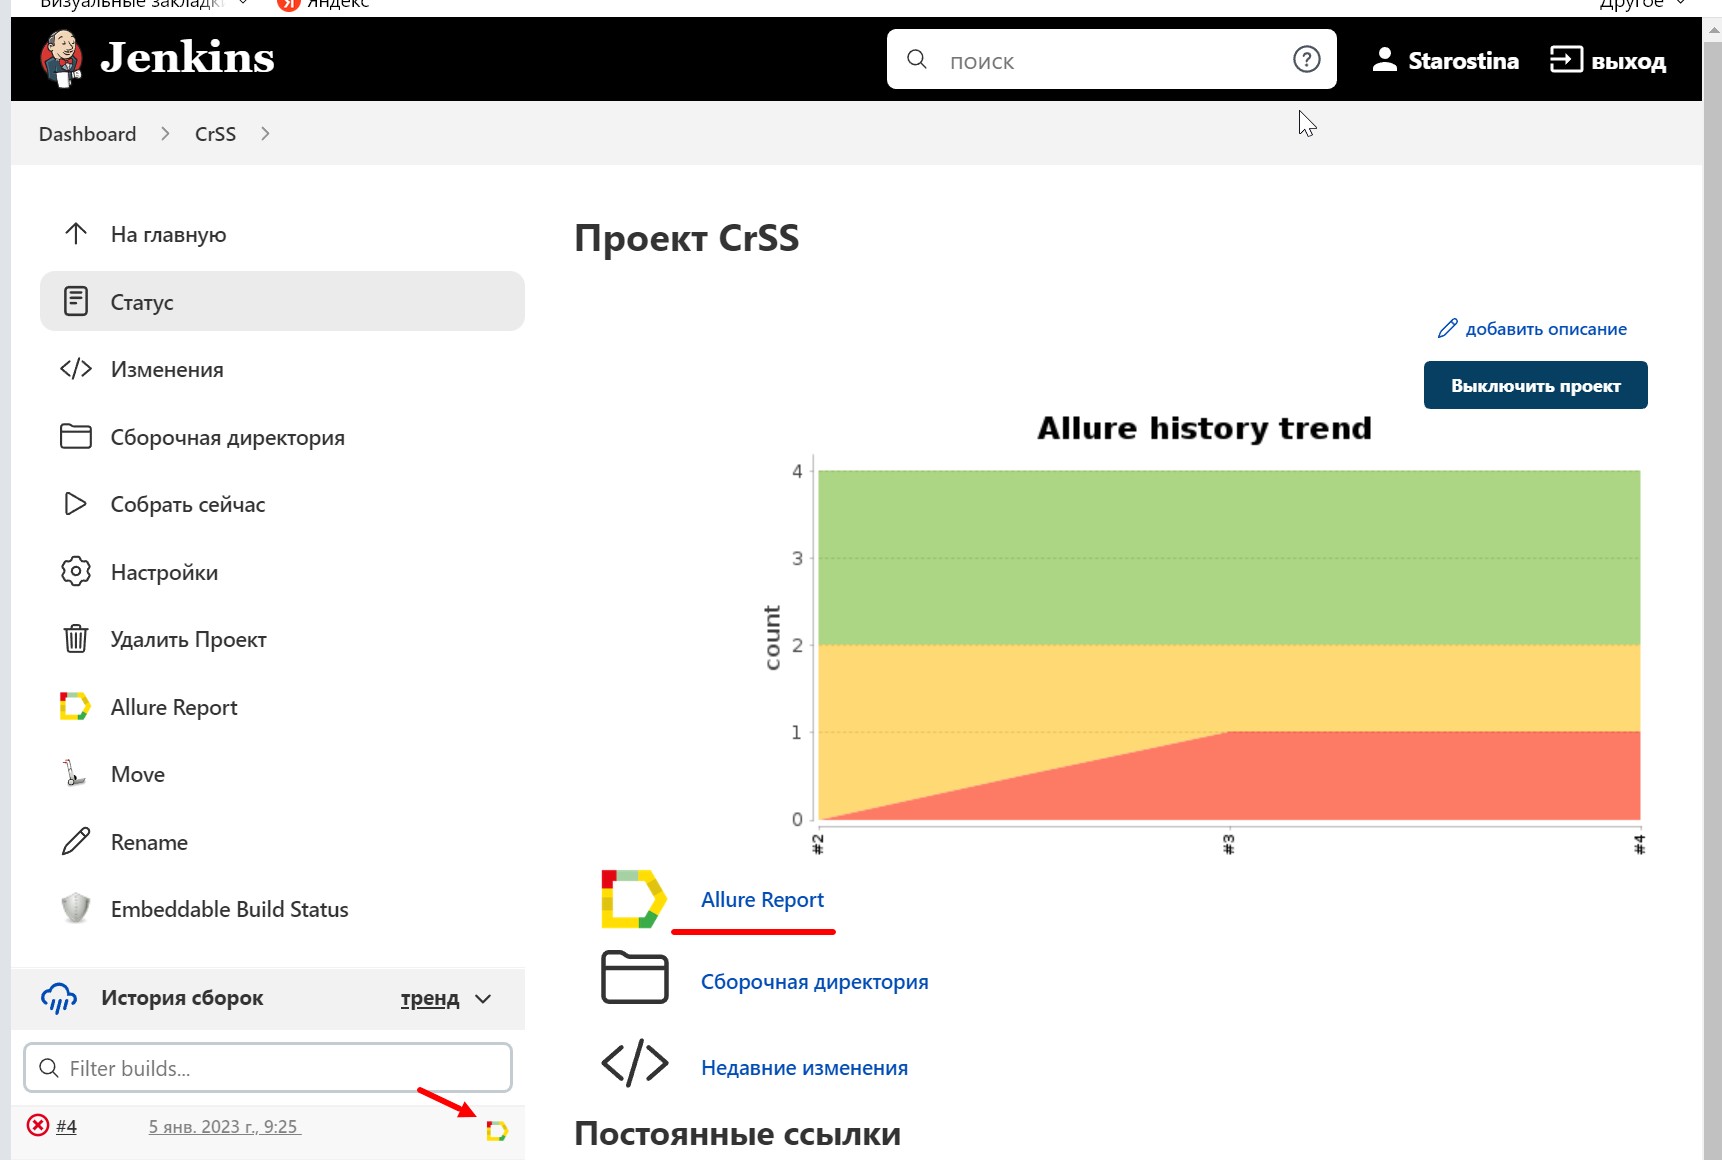 Визуальные закладки
Яндекс
Другое
Jenkins
поиск
Starostina
выход
Dashboard
CrSS
На главную
Статус
Изменения
Сборочная директория
Собрать сейчас
Настройки
Удалить Проект
Allure Report
Move
Rename
Embeddable Build Status
История сборок
тренд
Filter builds...
#4
5 янв. 2023 г., 9:25
Проект CrSS
добавить описание
Выключить проект
Allure history trend
count
4
3
2
1
0
#2
#3
#4
Allure Report
Сборочная директория
Недавние изменения
Постоянные ссылки